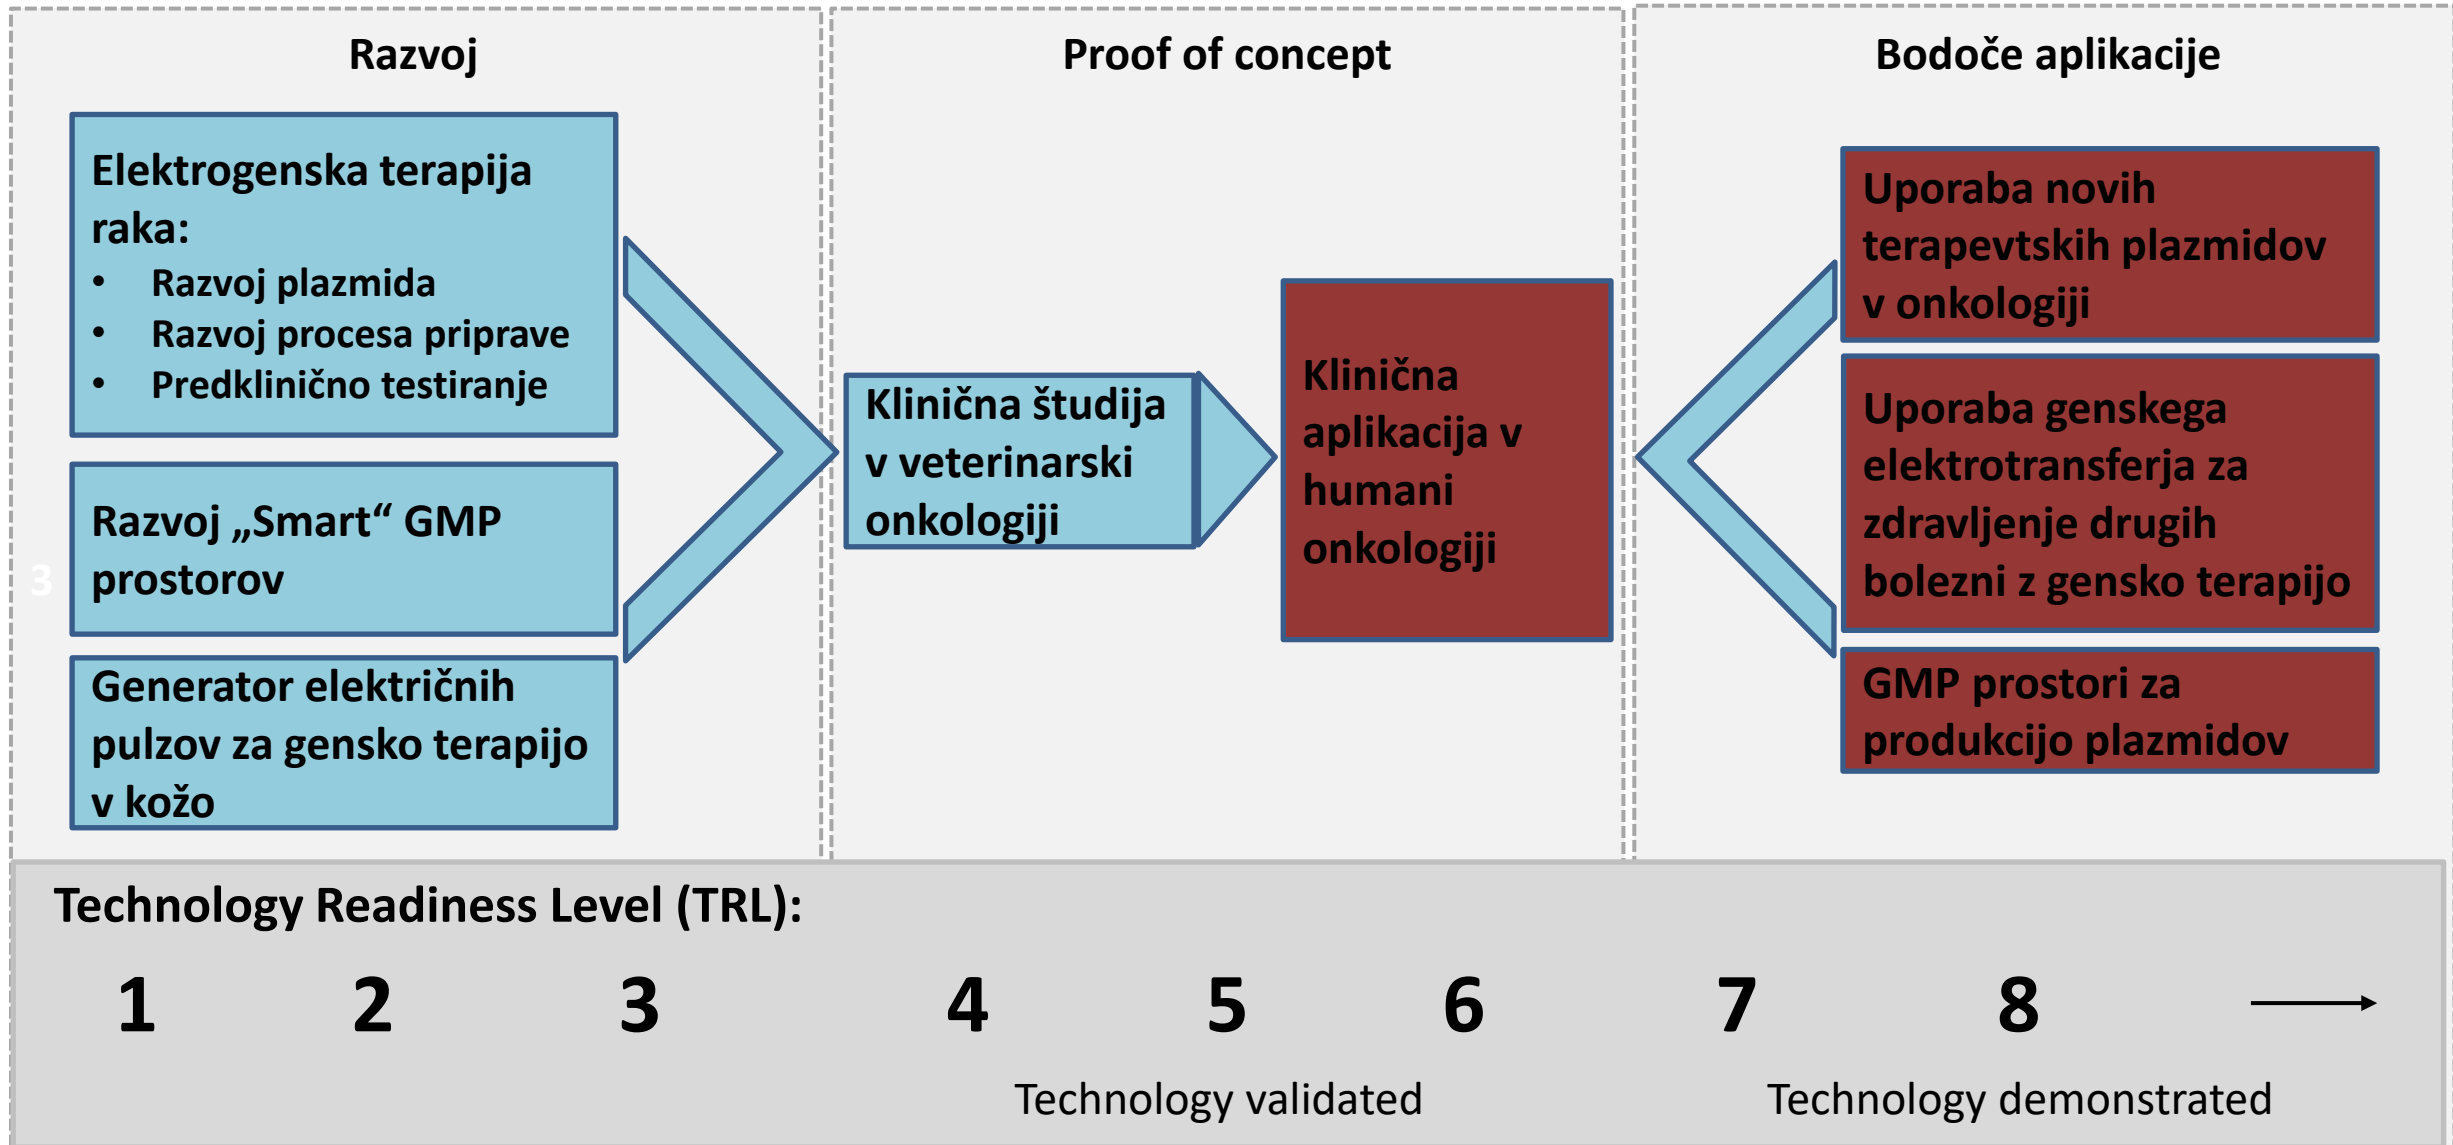 Razvoj
Elektrogenska terapija
raka:
• Razvoj plazmida
• Razvoj procesa priprave
• Predklinično testiranje
Razvoj „Smart“ GMP
prostorov
3
Generator električnih
pulzov za gensko terapijo
v kožo
Proof of concept
Klinična študija
v veterinarski
onkologiji
Klinična
aplikacija v
humani
onkologiji
Bodoče aplikacije
Uporaba novih
terapevtskih plazmidov
v onkologiji
Uporaba genskega
elektrotransferja za
zdravljenje drugih
bolezni z gensko terapijo
GMP prostori za
produkcijo plazmidov
Technology Readiness Level (TRL):
1 2 3 4 5 6 7 8
Technology validated
Technology demonstrated